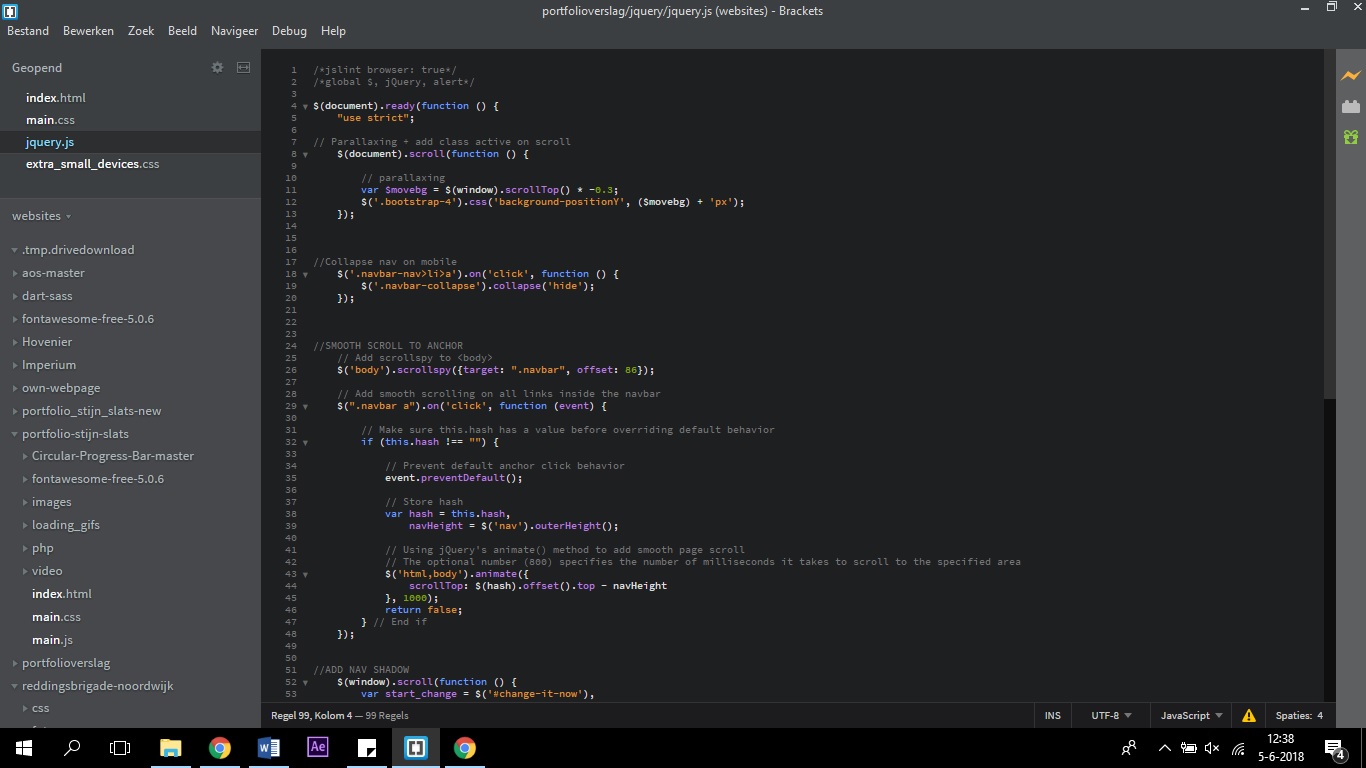 portfolioverslag/jquery/jquery.js (websites) - Brackets
Bestand Bewerken Zoek Beeld Navigeer Debug Help
Geopend
index.html
main.css
jquery.js
extra_small_devices.css
websites
.tmp.drivedownload
aos-master
dart-sass
fontawesome-free-5.0.6
Hovenier
Imperium
own-webpage
portfolio_stijn_slats-new
portfolio-stijn-slats
Circular-Progress-Bar-master
fontawesome-free-5.0.6
images
loading_gifs
php
video
index.html
main.css
main.js
portfolioverslag
reddingsbrigade-noordwijk
css
1 /*jslint browser: true*/
2 /*global $, jQuery, alert*/
3
4 $(document).ready(function () {
5 "use strict";
6
7 // Parallaxing + add class active on scroll
8 $(document).scroll(function () {
9
10 // parallaxing
11 var $movebg = $(window).scrollTop() * -0.3;
12 $('.bootstrap-4').css('background-positionY', ($movebg) + 'px');
13 });
14
15
16
17 //Collapse nav on mobile
18 $('.navbar-nav>li>a').on('click', function () {
19 $('.navbar-collapse').collapse('hide');
20 });
21
22
23
24 //SMOOTH SCROLL TO ANCHOR
25 // Add scrollspy to <body>
26 $('body').scrollspy({target: ".navbar", offset: 86});
27
28 // Add smooth scrolling on all links inside the navbar
29 $(".navbar a").on('click', function (event) {
30
31 // Make sure this.hash has a value before overriding default behavior
32 if (this.hash !== "") {
33
34 // Prevent default anchor click behavior
35 event.preventDefault();
36
37 // Store hash
38 var hash = this.hash,
39 navHeight = $('nav').outerHeight();
40
41 // Using jQuery's animate() method to add smooth page scroll
42 // The optional number (800) specifies the number of milliseconds it takes to scroll to the specified area
43 $('html,body').animate({
44 scrollTop: $(hash).offset().top - navHeight
45 }, 1000);
46 return false;
47 } // End if
48 });
49
50
51 //ADD NAV SHADOW
52 $(window).scroll(function () {
53 var start_change = $('#change-it-now'),
Regel 99, Kolom 4 — 99 Regels
INS UTF-8 JavaScript Spaties: 4
Ae
12:38
5-6-2018
4